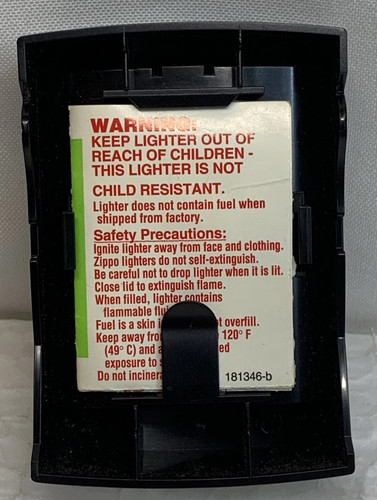 WARNING:
KEEP LIGHTER OUT OF
REACH OF CHILDREN -
THIS LIGHTER IS NOT
CHILD RESISTANT.
Lighter does not contain fuel when
shipped from factory.
Safety Precautions:
Ignite lighter away from face and clothing.
Zippo lighters do not self-extinguish.
Be careful not to drop lighter when it is lit.
Close lid to extinguish flame.
When filled, lighter contains
flammable
Fuel is a skin t overfill.
Keep away 120° F
(49° C) and
exposure to
Do not
181346-b